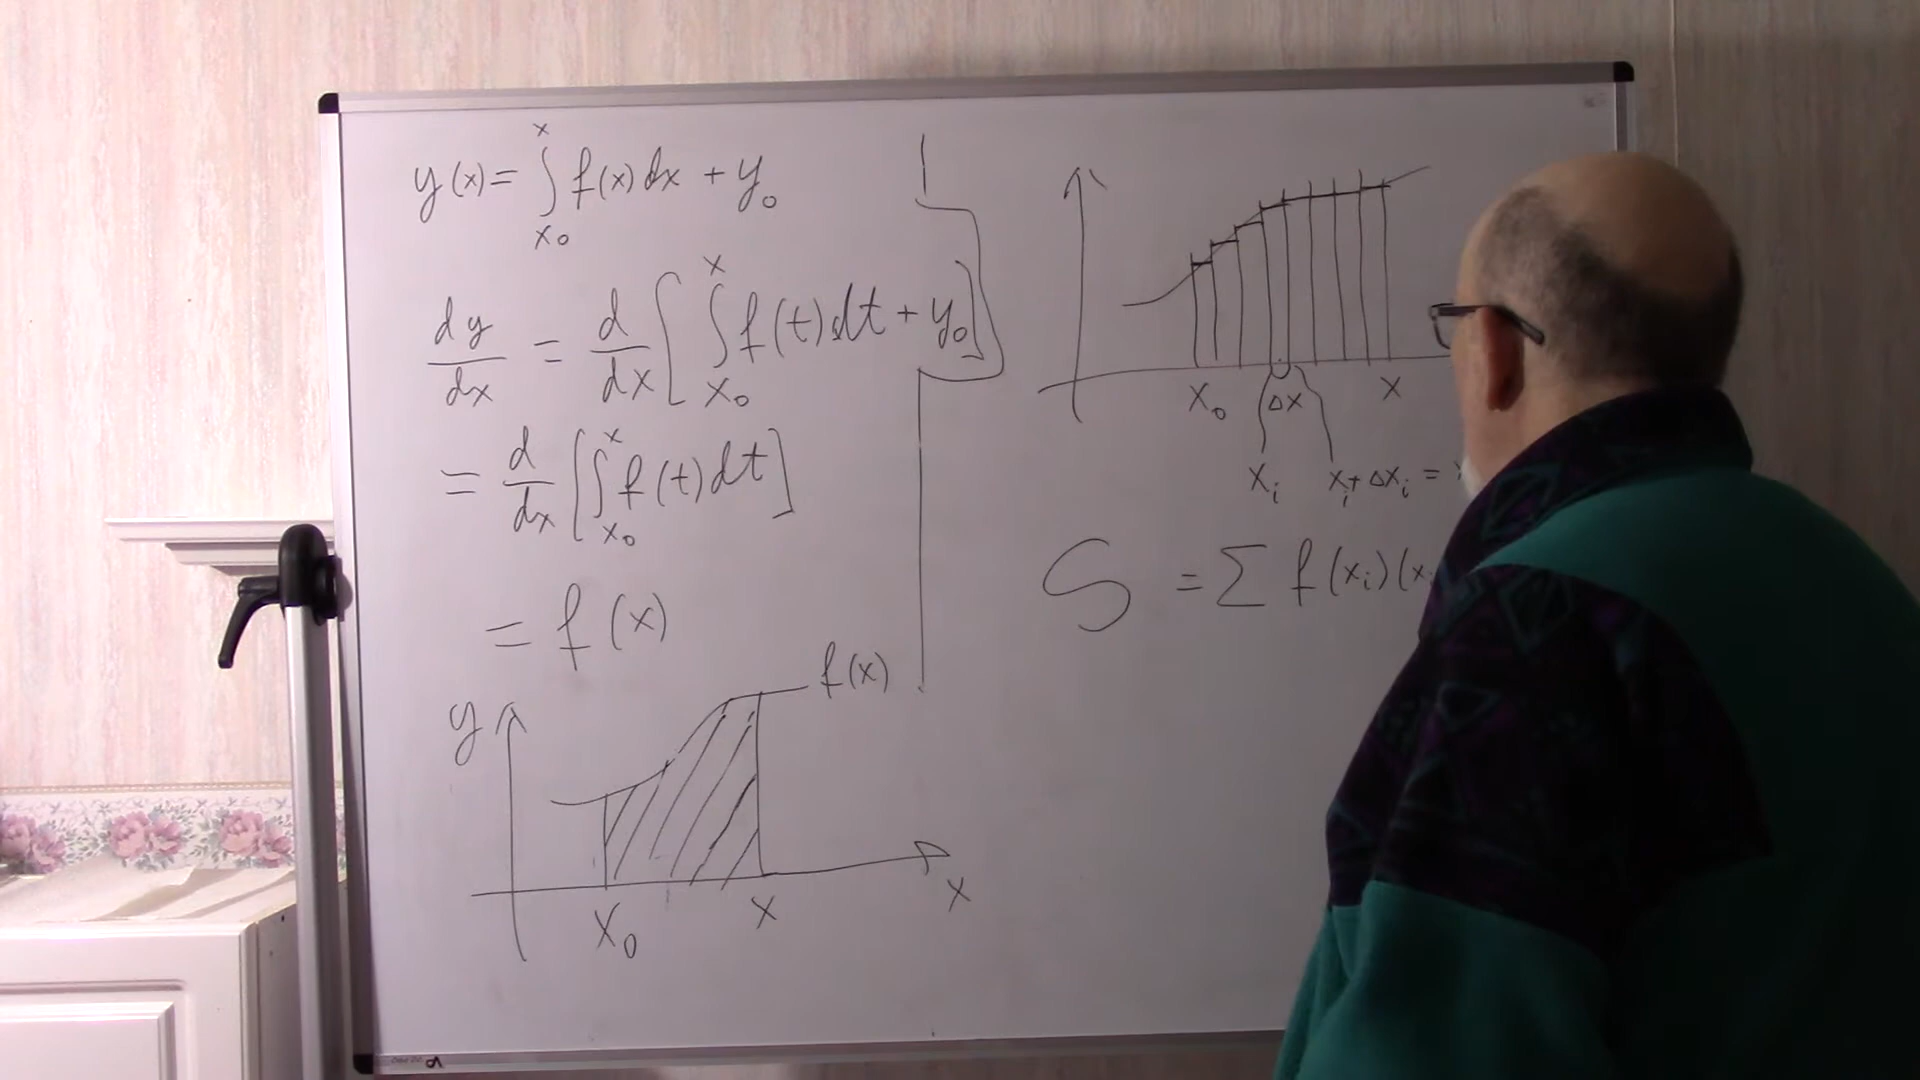 y(x) = ∫_{x₀}^{x} f(x) dx + y₀
dy/dx = d/dx [ ∫_{x₀}^{x} f(t) dt + y₀ ]
= d/dx [ ∫_{x₀}^{x} f(t) dt ]
= f(x)
f(x)
y
x₀ x x
x₀ Δx x
xᵢ xᵢ + Δxᵢ =
S = Σ f(xᵢ)(x